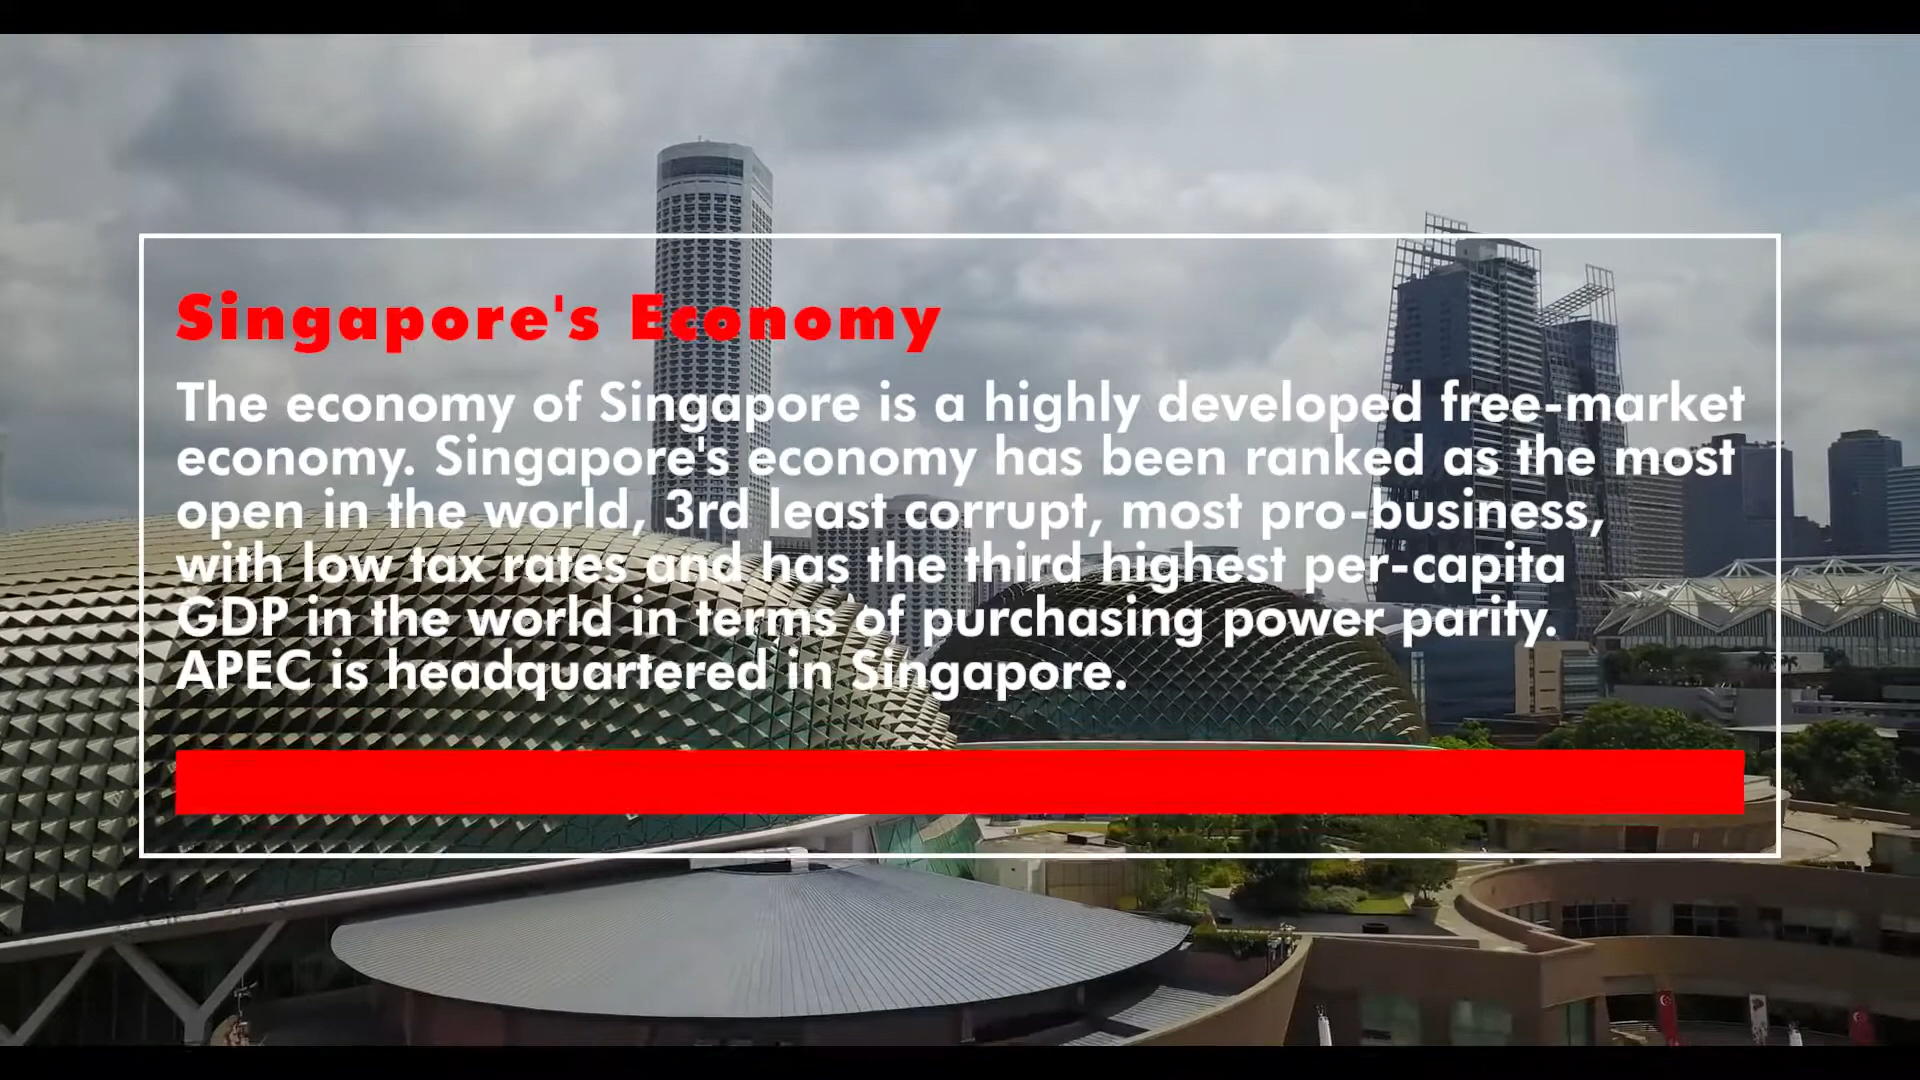 Singapore's Economy
The economy of Singapore is a highly developed free-market
economy. Singapore's economy has been ranked as the most
open in the world, 3rd least corrupt, most pro-business,
with low tax rates and has the third highest per-capita
GDP in the world in terms of purchasing power parity.
APEC is headquartered in Singapore.